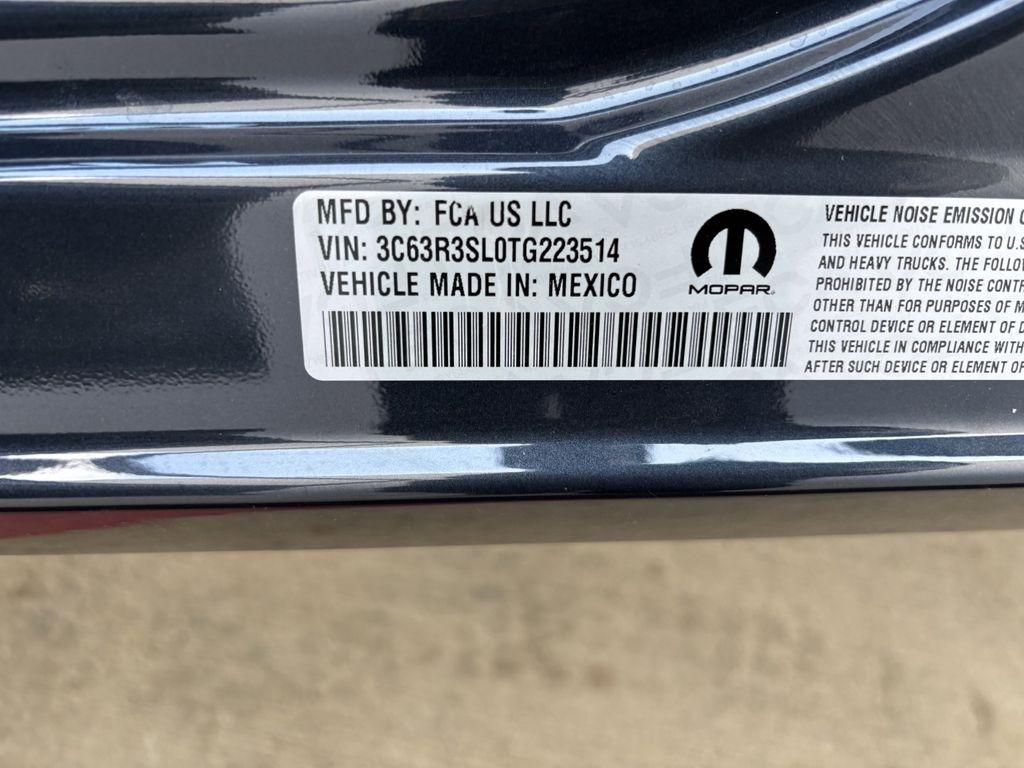 MFD BY: FCA US LLC
VIN: 3C63R3SL0TG223514
VEHICLE MADE IN: MEXICO
MOPAR
VEHICLE NOISE EMISSION
THIS VEHICLE CONFORMS TO U.S
AND HEAVY TRUCKS. THE
PROHIBITED BY THE NOISE
OTHER THAN FOR PURPOSES OF
CONTROL DEVICE OR ELEMENT OF
THIS VEHICLE IN COMPLIANCE WITH
AFTER SUCH DEVICE OR ELEMENT OF